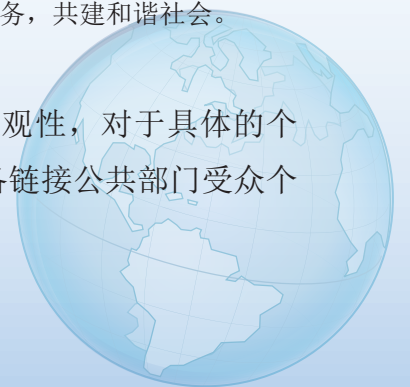 务，共建和谐社会。
观性，对于具体的个
链接公共部门受众个